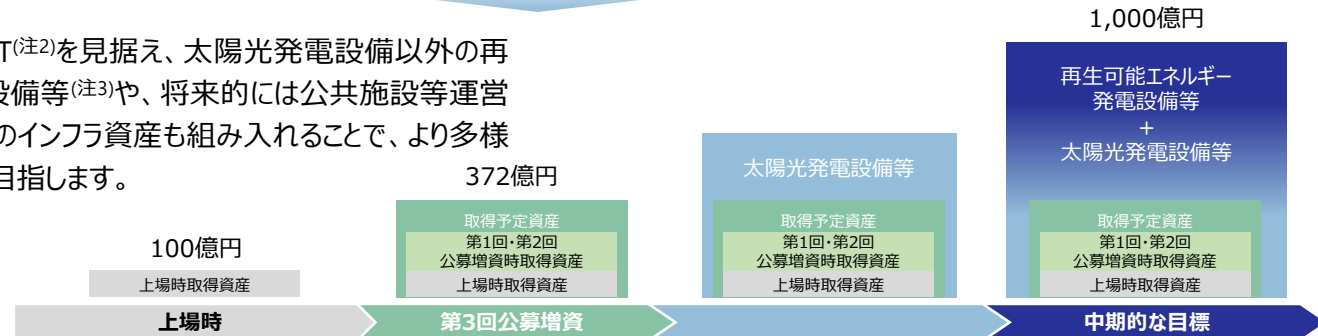 T(注2)を見据え、太陽光発電設備以外の再
設備等(注3)や、将来的には公共施設等運営
のインフラ資産も組み入れることで、より多様
目指します。
100億円
上場時取得資産
上場時
372億円
取得予定資産
第1回・第2回
公募増資時取得資産
上場時取得資産
第3回公募増資
太陽光発電設備等
取得予定資産
第1回・第2回
公募増資時取得資産
上場時取得資産
1,000億円
再生可能エネルギー
発電設備等
+
太陽光発電設備等
取得予定資産
第1回・第2回
公募増資時取得資産
上場時取得資産
中期的な目標